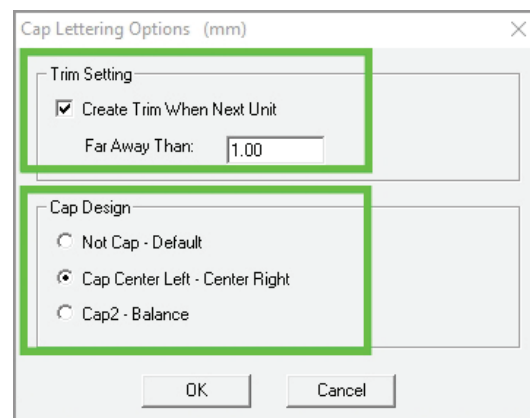 Cap Lettering Options (mm)
Trim Setting
Create Trim When Next Unit
Far Away Than: 1.00
Cap Design
Not Cap - Default
Cap Center Left - Center Right
Cap2 - Balance
OK Cancel